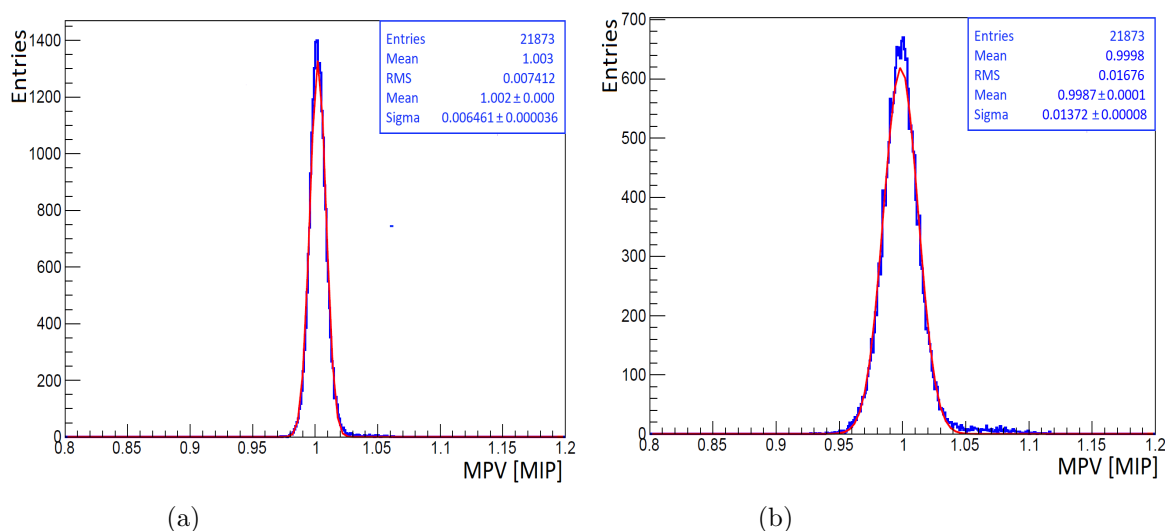 Entries
1400
1200
1000
800
600
400
200
0
0.8 0.85 0.9 0.95 1 1.05 1.1 1.15 1.2
MPV [MIP]
Entries 21873
Mean 1.003
RMS 0.007412
Mean 1.002 ± 0.000
Sigma 0.006461 ± 0.000036
(a)
Entries
700
600
500
400
300
200
100
0
0.8 0.85 0.9 0.95 1 1.05 1.1 1.15 1.2
MPV [MIP]
Entries 21873
Mean 0.9998
RMS 0.01676
Mean 0.9987 ± 0.0001
Sigma 0.01372 ± 0.00008
(b)